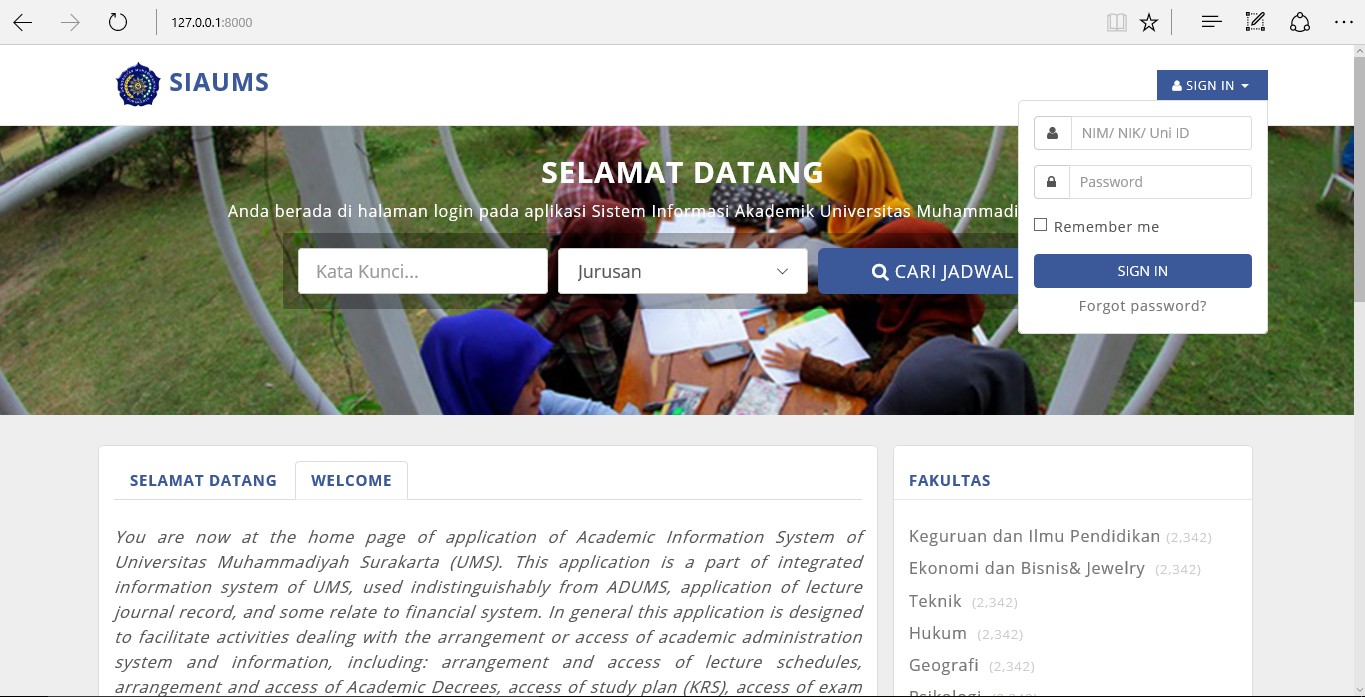 127.0.0.1:8000
SIAUMS
SIGN IN
NIM/ NIK/ Uni ID
Password
Remember me
SIGN IN
Forgot password?
SELAMAT DATANG
Anda berada di halaman login pada aplikasi Sistem Informasi Akademik Universitas Muhammadi
Kata Kunci...
Jurusan
CARI JADWAL
SELAMAT DATANG
WELCOME
You are now at the home page of application of Academic Information System of
Universitas Muhammadiyah Surakarta (UMS). This application is a part of integrated
information system of UMS, used indistinguishably from ADUMS, application of lecture
journal record, and some relate to financial system. In general this application is designed
to facilitate activities dealing with the arrangement or access of academic administration
system and information, including: arrangement and access of lecture schedules,
arrangement and access of Academic Decrees, access of study plan (KRS), access of exam
FAKULTAS
Keguruan dan Ilmu Pendidikan (2,342)
Ekonomi dan Bisnis& Jewelry (2,342)
Teknik (2,342)
Hukum (2,342)
Geografi (2,342)
Psikologi (2,342)